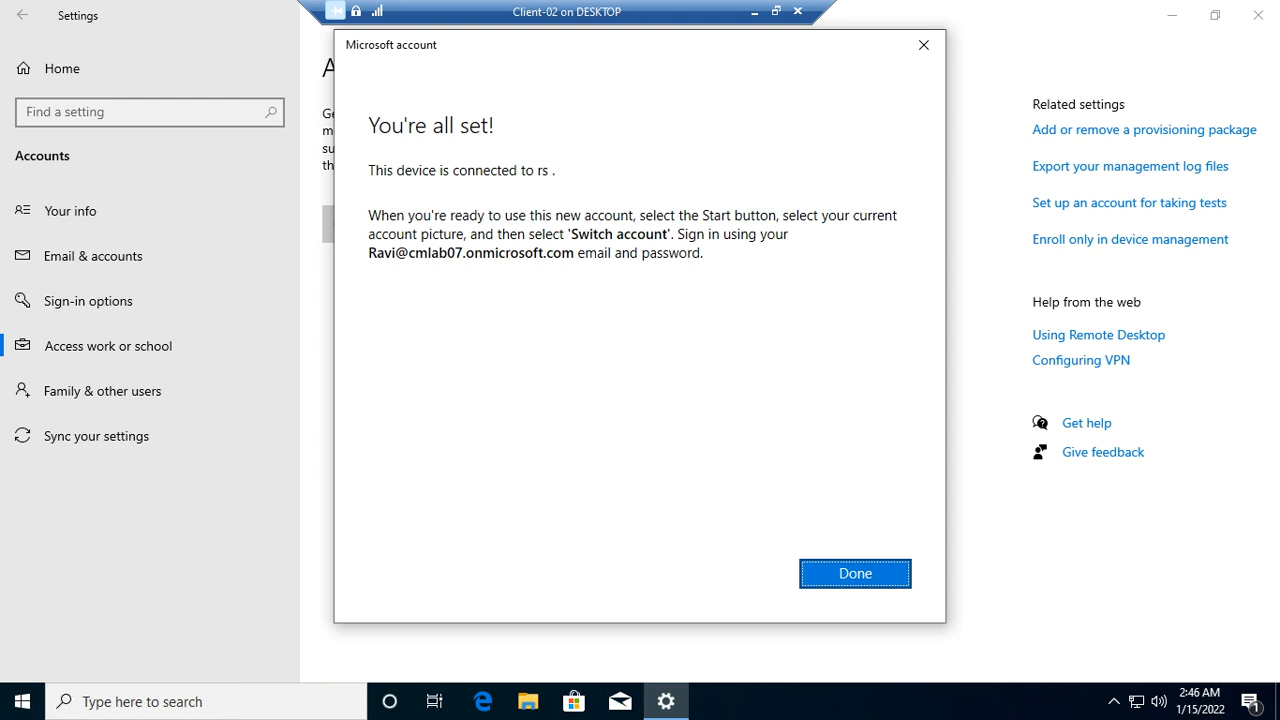 Settings
Client-02 on DESKTOP
Home
Find a setting
Accounts
Your info
Email & accounts
Sign-in options
Access work or school
Family & other users
Sync your settings
Microsoft account
You're all set!
This device is connected to rs .
When you're ready to use this new account, select the Start button, select your current
account picture, and then select 'Switch account'. Sign in using your
Ravi@cmlab07.onmicrosoft.com email and password.
Done
Related settings
Add or remove a provisioning package
Export your management log files
Set up an account for taking tests
Enroll only in device management
Help from the web
Using Remote Desktop
Configuring VPN
Get help
Give feedback
Type here to search
2:46 AM
1/15/2022
1